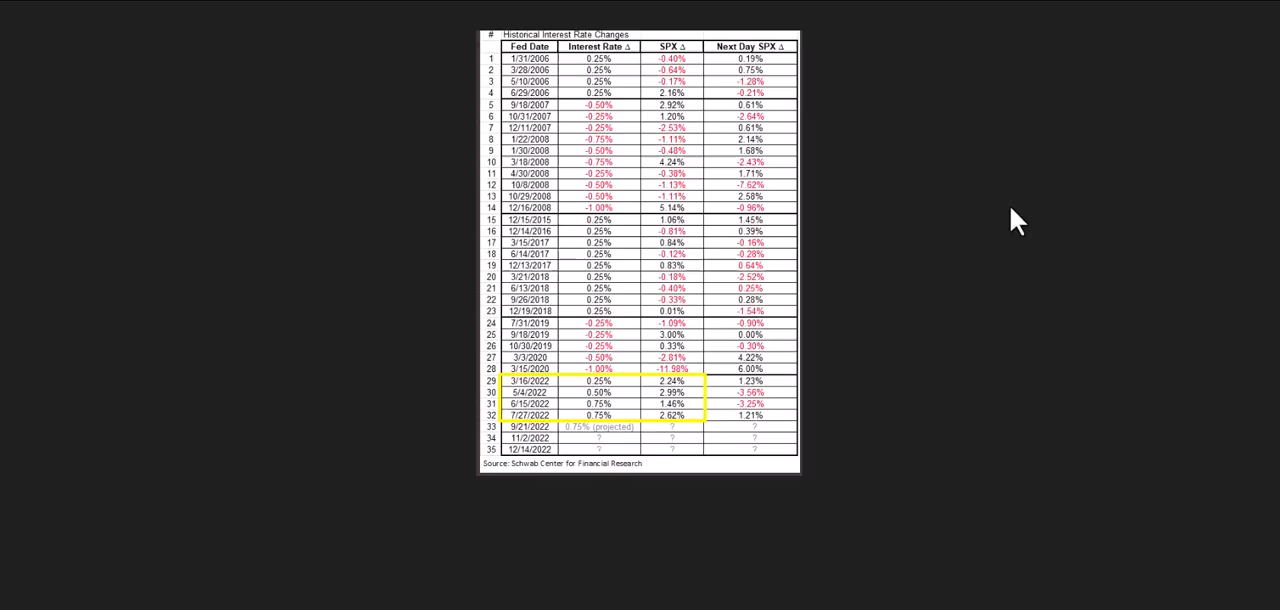 # Historical Interest Rate Changes
Fed Date Interest Rate Δ SPX Δ Next Day SPX Δ
1 1/31/2006 0.25% -0.40% 0.19%
2 3/28/2006 0.25% -0.64% 0.75%
3 5/10/2006 0.25% -0.17% -1.28%
4 6/29/2006 0.25% 2.16% -0.21%
5 9/18/2007 -0.50% 2.92% 0.61%
6 10/31/2007 -0.25% 1.20% -2.64%
7 12/11/2007 -0.25% -2.53% 0.61%
8 1/22/2008 -0.75% -1.11% 2.14%
9 1/30/2008 -0.50% -0.48% 1.68%
10 3/18/2008 -0.75% 4.24% -2.43%
11 4/30/2008 -0.25% -0.38% 1.71%
12 10/8/2008 -0.50% -1.13% -7.62%
13 10/29/2008 -0.50% -1.11% 2.58%
14 12/16/2008 -1.00% 5.14% -0.96%
15 12/15/2015 0.25% 1.06% 1.45%
16 12/14/2016 0.25% -0.81% 0.39%
17 3/15/2017 0.25% 0.84% -0.16%
18 6/14/2017 0.25% -0.12% -0.28%
19 12/13/2017 0.25% 0.83% 0.64%
20 3/21/2018 0.25% -0.18% -2.52%
21 6/13/2018 0.25% -0.40% 0.25%
22 9/26/2018 0.25% -0.33% 0.28%
23 12/19/2018 0.25% 0.01% -1.54%
24 7/31/2019 -0.25% -1.09% -0.90%
25 9/18/2019 -0.25% 3.00% 0.00%
26 10/30/2019 -0.25% 0.33% -0.30%
27 3/3/2020 -0.50% -2.81% 4.22%
28 3/15/2020 -1.00% -11.98% 6.00%
29 3/16/2022 0.25% 2.24% 1.23%
30 5/4/2022 0.50% 2.99% -3.56%
31 6/15/2022 0.75% 1.46% -3.25%
32 7/27/2022 0.75% 2.62% 1.21%
33 9/21/2022 0.75% (projected) ? ?
34 11/2/2022 ? ? ?
35 12/14/2022 ? ? ?
Source: Schwab Center for Financial Research